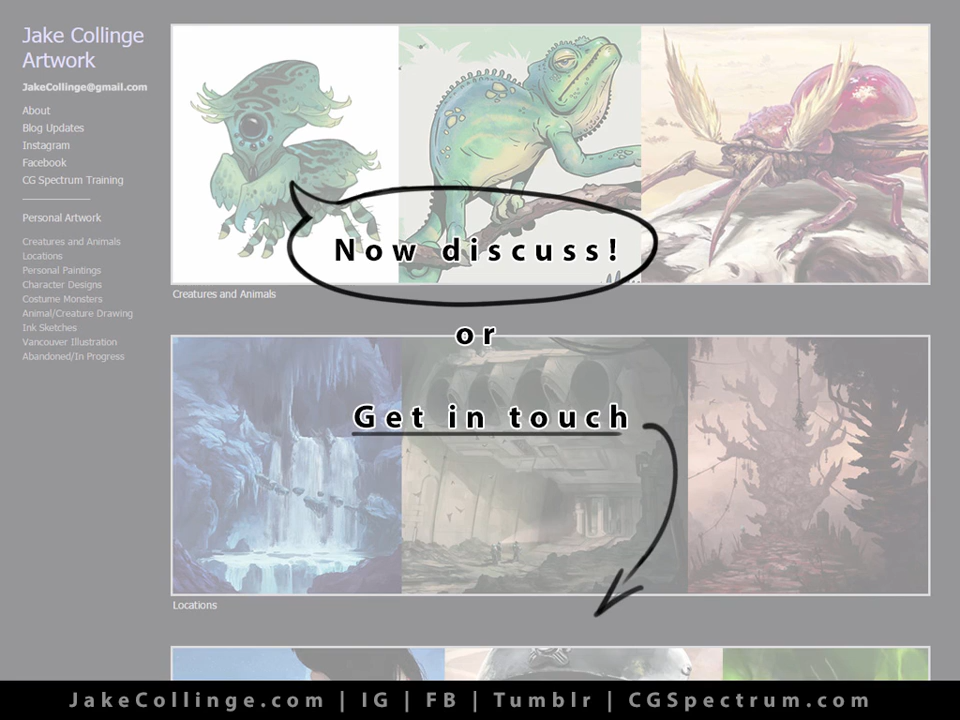 Jake Collinge
Artwork
JakeCollinge@gmail.com
About
Blog Updates
Instagram
Facebook
CG Spectrum Training
Personal Artwork
Creatures and Animals
Locations
Personal Paintings
Character Designs
Costume Monsters
Animal/Creature Drawing
Ink Sketches
Vancouver Illustration
Abandoned/In Progress
Now discuss!
Creatures and Animals
or
Get in touch
Locations
JakeCollinge.com | IG | FB | Tumblr | CGSpectrum.com